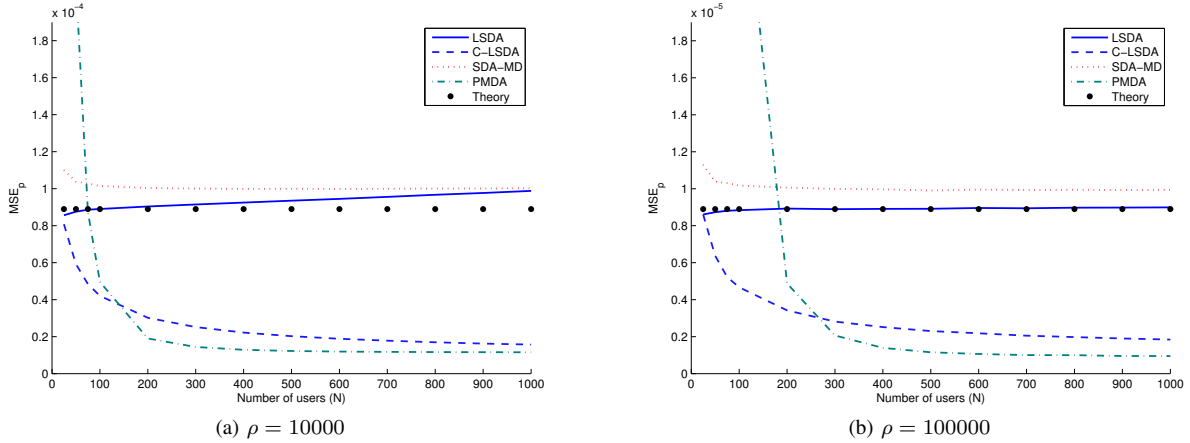 x 10⁻⁴
1.8
1.6
1.4
1.2
1
0.8
0.6
0.4
0.2
0
MSEₚ
0 100 200 300 400 500 600 700 800 900 1000
Number of users (N)
LSDA
C−LSDA
SDA−MD
PMDA
Theory
(a) ρ = 10000
x 10⁻⁵
1.8
1.6
1.4
1.2
1
0.8
0.6
0.4
0.2
0
MSEₚ
100 200 300 400 500 600 700 800 900 1000
Number of users (N)
LSDA
C−LSDA
SDA−MD
PMDA
Theory
(b) ρ = 100000